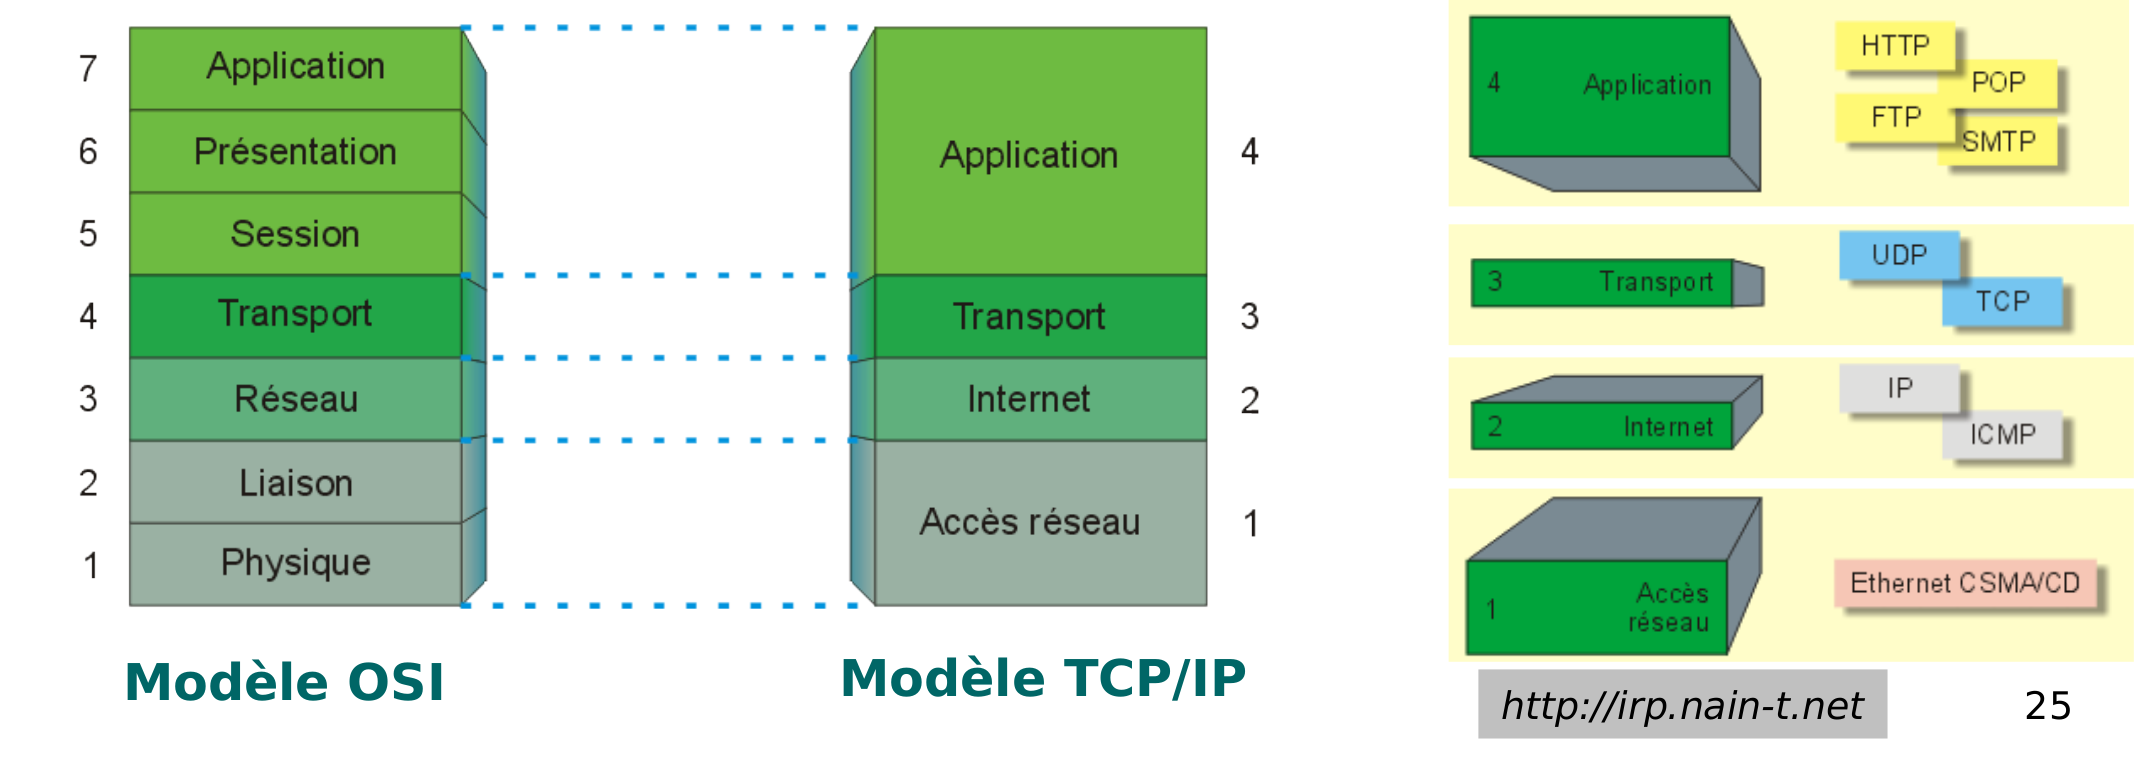 7 Application
6 Présentation
5 Session
4 Transport
3 Réseau
2 Liaison
1 Physique
Modèle OSI
Application 4
Transport 3
Internet 2
Accès réseau 1
Modèle TCP/IP
4 Application
HTTP
POP
FTP
SMTP
3 Transport
UDP
TCP
2 Internet
IP
ICMP
1 Accès
réseau
Ethernet CSMA/CD
http://irp.nain-t.net
25